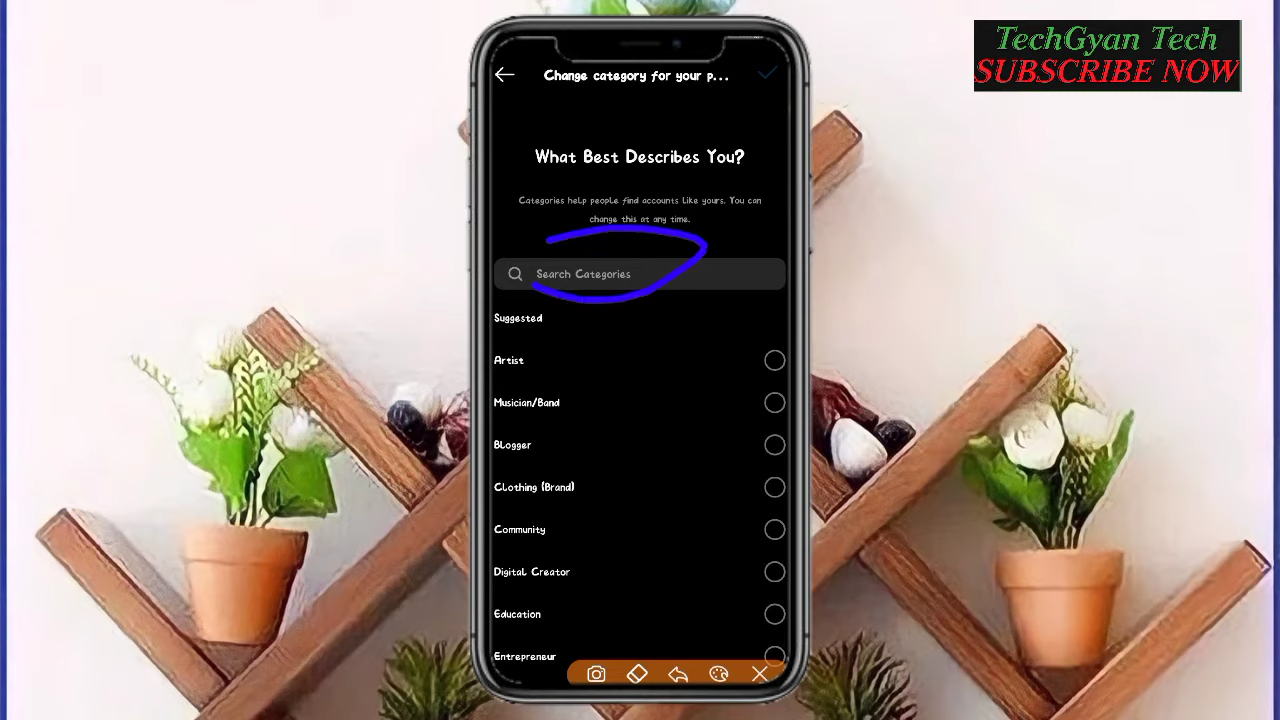 TechGyan Tech
SUBSCRIBE NOW
Change category for your p...
What Best Describes You?
Categories help people find accounts like yours. You can
change this at any time.
Search Categories
Suggested
Artist
Musician/Band
Blogger
Clothing (Brand)
Community
Digital Creator
Education
Entrepreneur